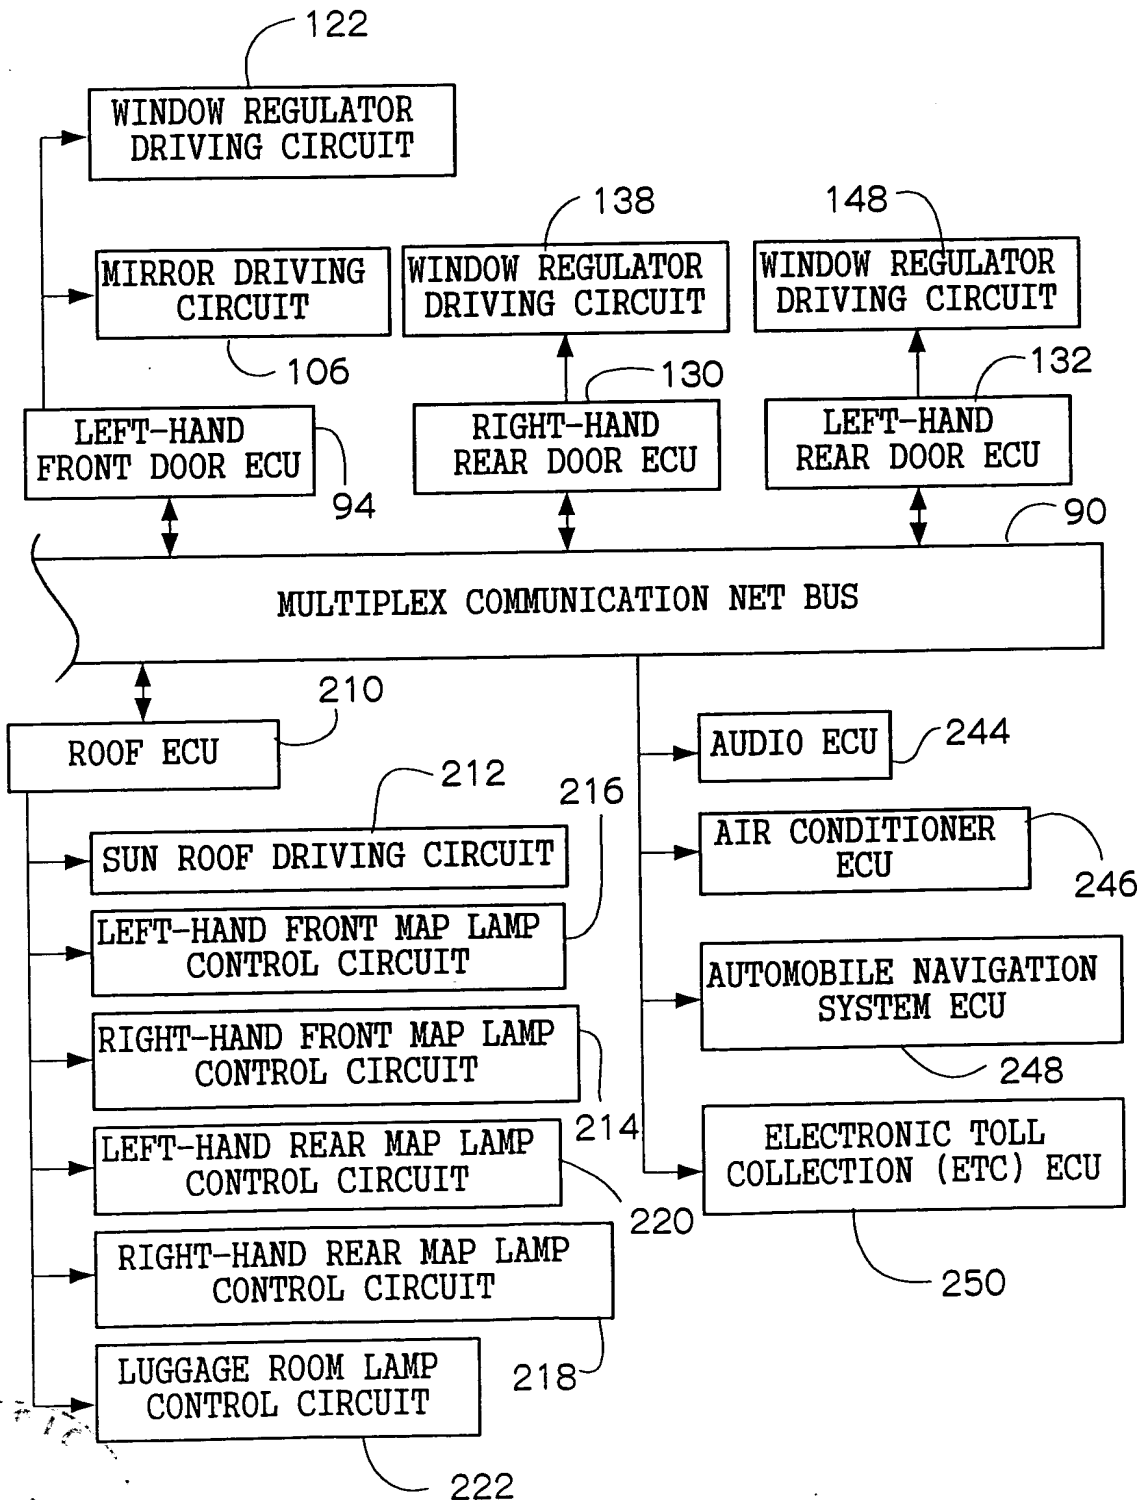 122
WINDOW REGULATOR
DRIVING CIRCUIT
138
148
MIRROR DRIVING
CIRCUIT
WINDOW REGULATOR
DRIVING CIRCUIT
WINDOW REGULATOR
DRIVING CIRCUIT
106
130
132
LEFT-HAND
FRONT DOOR ECU
RIGHT-HAND
REAR DOOR ECU
LEFT-HAND
REAR DOOR ECU
94
90
MULTIPLEX COMMUNICATION NET BUS
210
ROOF ECU
212
216
SUN ROOF DRIVING CIRCUIT
LEFT-HAND FRONT MAP LAMP
CONTROL CIRCUIT
RIGHT-HAND FRONT MAP LAMP
CONTROL CIRCUIT
214
LEFT-HAND REAR MAP LAMP
CONTROL CIRCUIT
220
RIGHT-HAND REAR MAP LAMP
CONTROL CIRCUIT
218
LUGGAGE ROOM LAMP
CONTROL CIRCUIT
222
AUDIO ECU
244
AIR CONDITIONER
ECU
246
AUTOMOBILE NAVIGATION
SYSTEM ECU
248
ELECTRONIC TOLL
COLLECTION (ETC) ECU
250